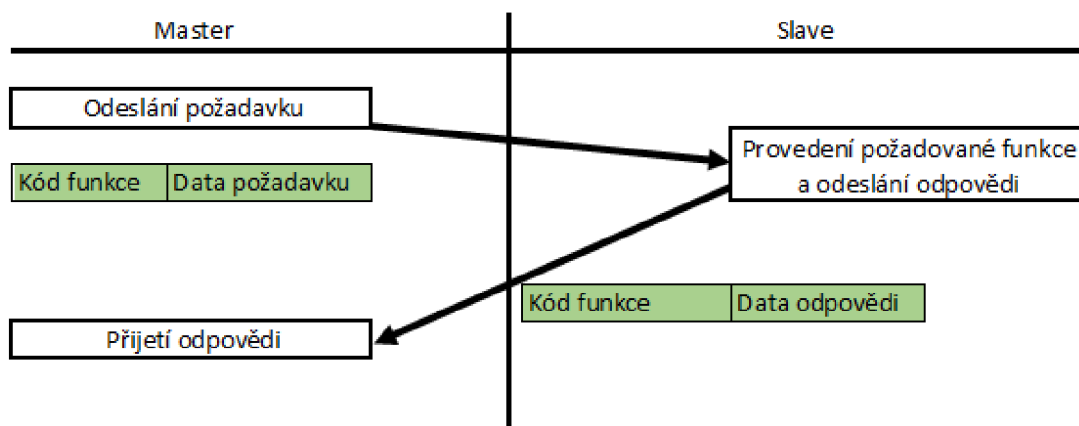 Master
Slave
Odeslání požadavku
Provedení požadované funkce
a odeslání odpovědi
Kód funkce
Data požadavku
Kód funkce
Data odpovědi
Přijetí odpovědi